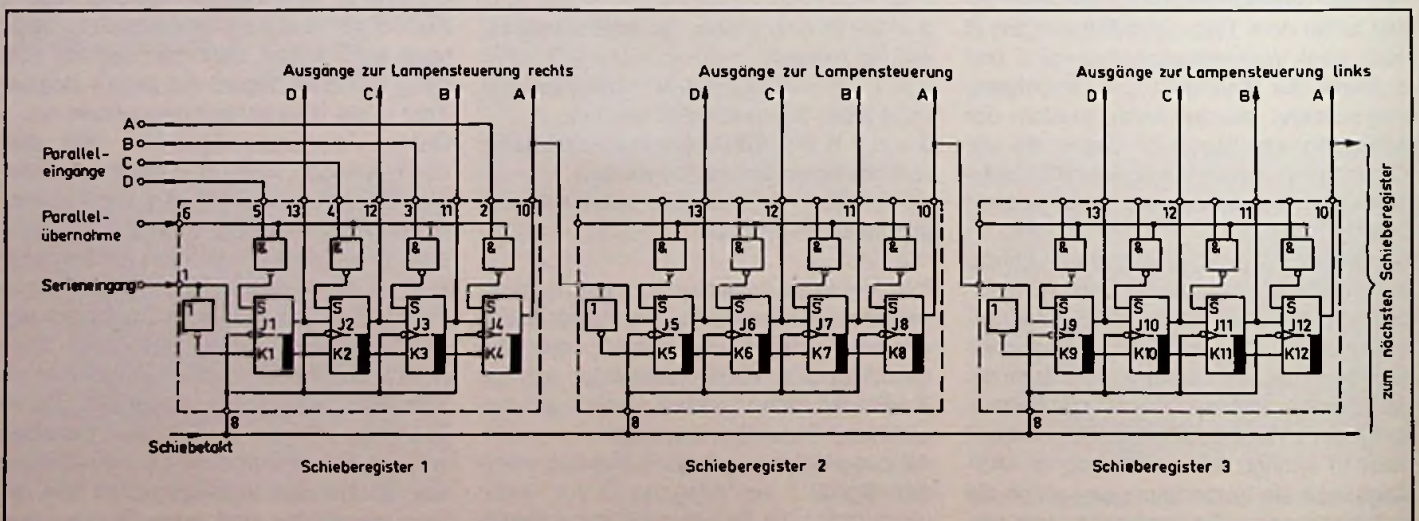 Ausgänge zur Lampensteuerung rechts
D C B A
Ausgänge zur Lampensteuerung
D C B A
Ausgänge zur Lampensteuerung links
D C B A
A
B
C
D
Parallel-
eingange
Parallel-
übernahme
Serieneingang
6 5 13 4 12 3 11 2 10
13 12 11 10
13 12 11 10
& & & &
& & & &
& & & &
1
1 S̅ S̅ S̅ S̅
1 S̅ S̅ S̅ S̅
1 S̅ S̅ S̅ S̅
J1 J2 J3 J4
J5 J6 J7 J8
J9 J10 J11 J12
K1 K2 K3 K4
K5 K6 K7 K8
K9 K10 K11 K12
8
8
8
Schiebetakt
Schieberegister 1
Schieberegister 2
Schieberegister 3
zum nächsten Schieberegister